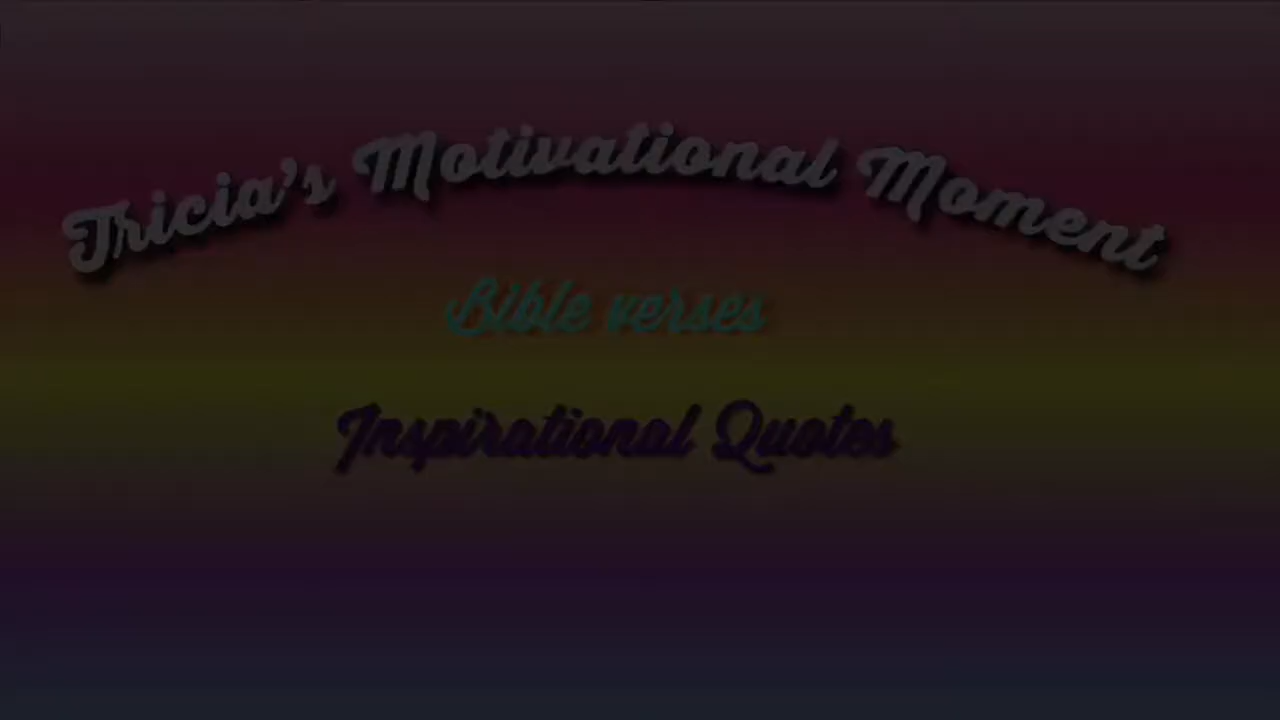 Tricia's Motivational Moment
Bible verses
Inspirational Quotes